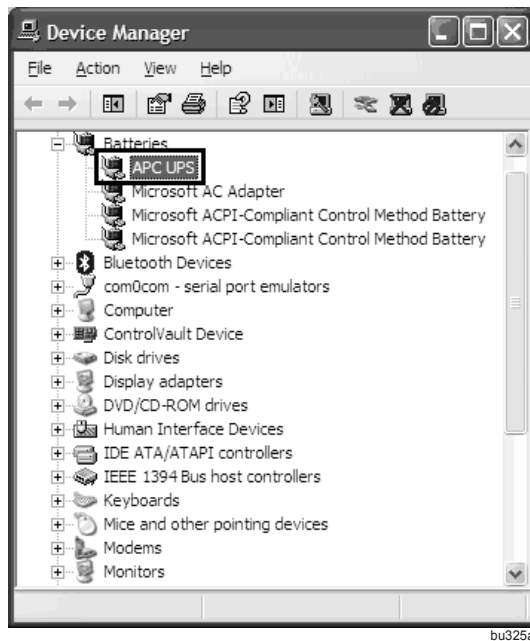 Device Manager
File Action View Help
Batteries
APC UPS
Microsoft AC Adapter
Microsoft ACPI-Compliant Control Method Battery
Microsoft ACPI-Compliant Control Method Battery
Bluetooth Devices
com0com - serial port emulators
Computer
ControlVault Device
Disk drives
Display adapters
DVD/CD-ROM drives
Human Interface Devices
IDE ATA/ATAPI controllers
IEEE 1394 Bus host controllers
Keyboards
Mice and other pointing devices
Modems
Monitors
bu325a